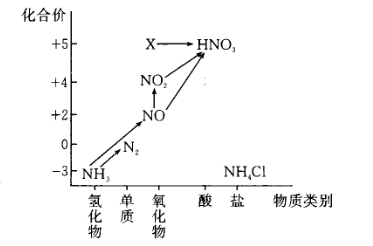 化合价
+5 X HNO₃
+4 NO₂
+2 NO
0 N₂
-3 NH₃ NH₄Cl
氢化物 单质 氧化物 酸 盐 物质类别